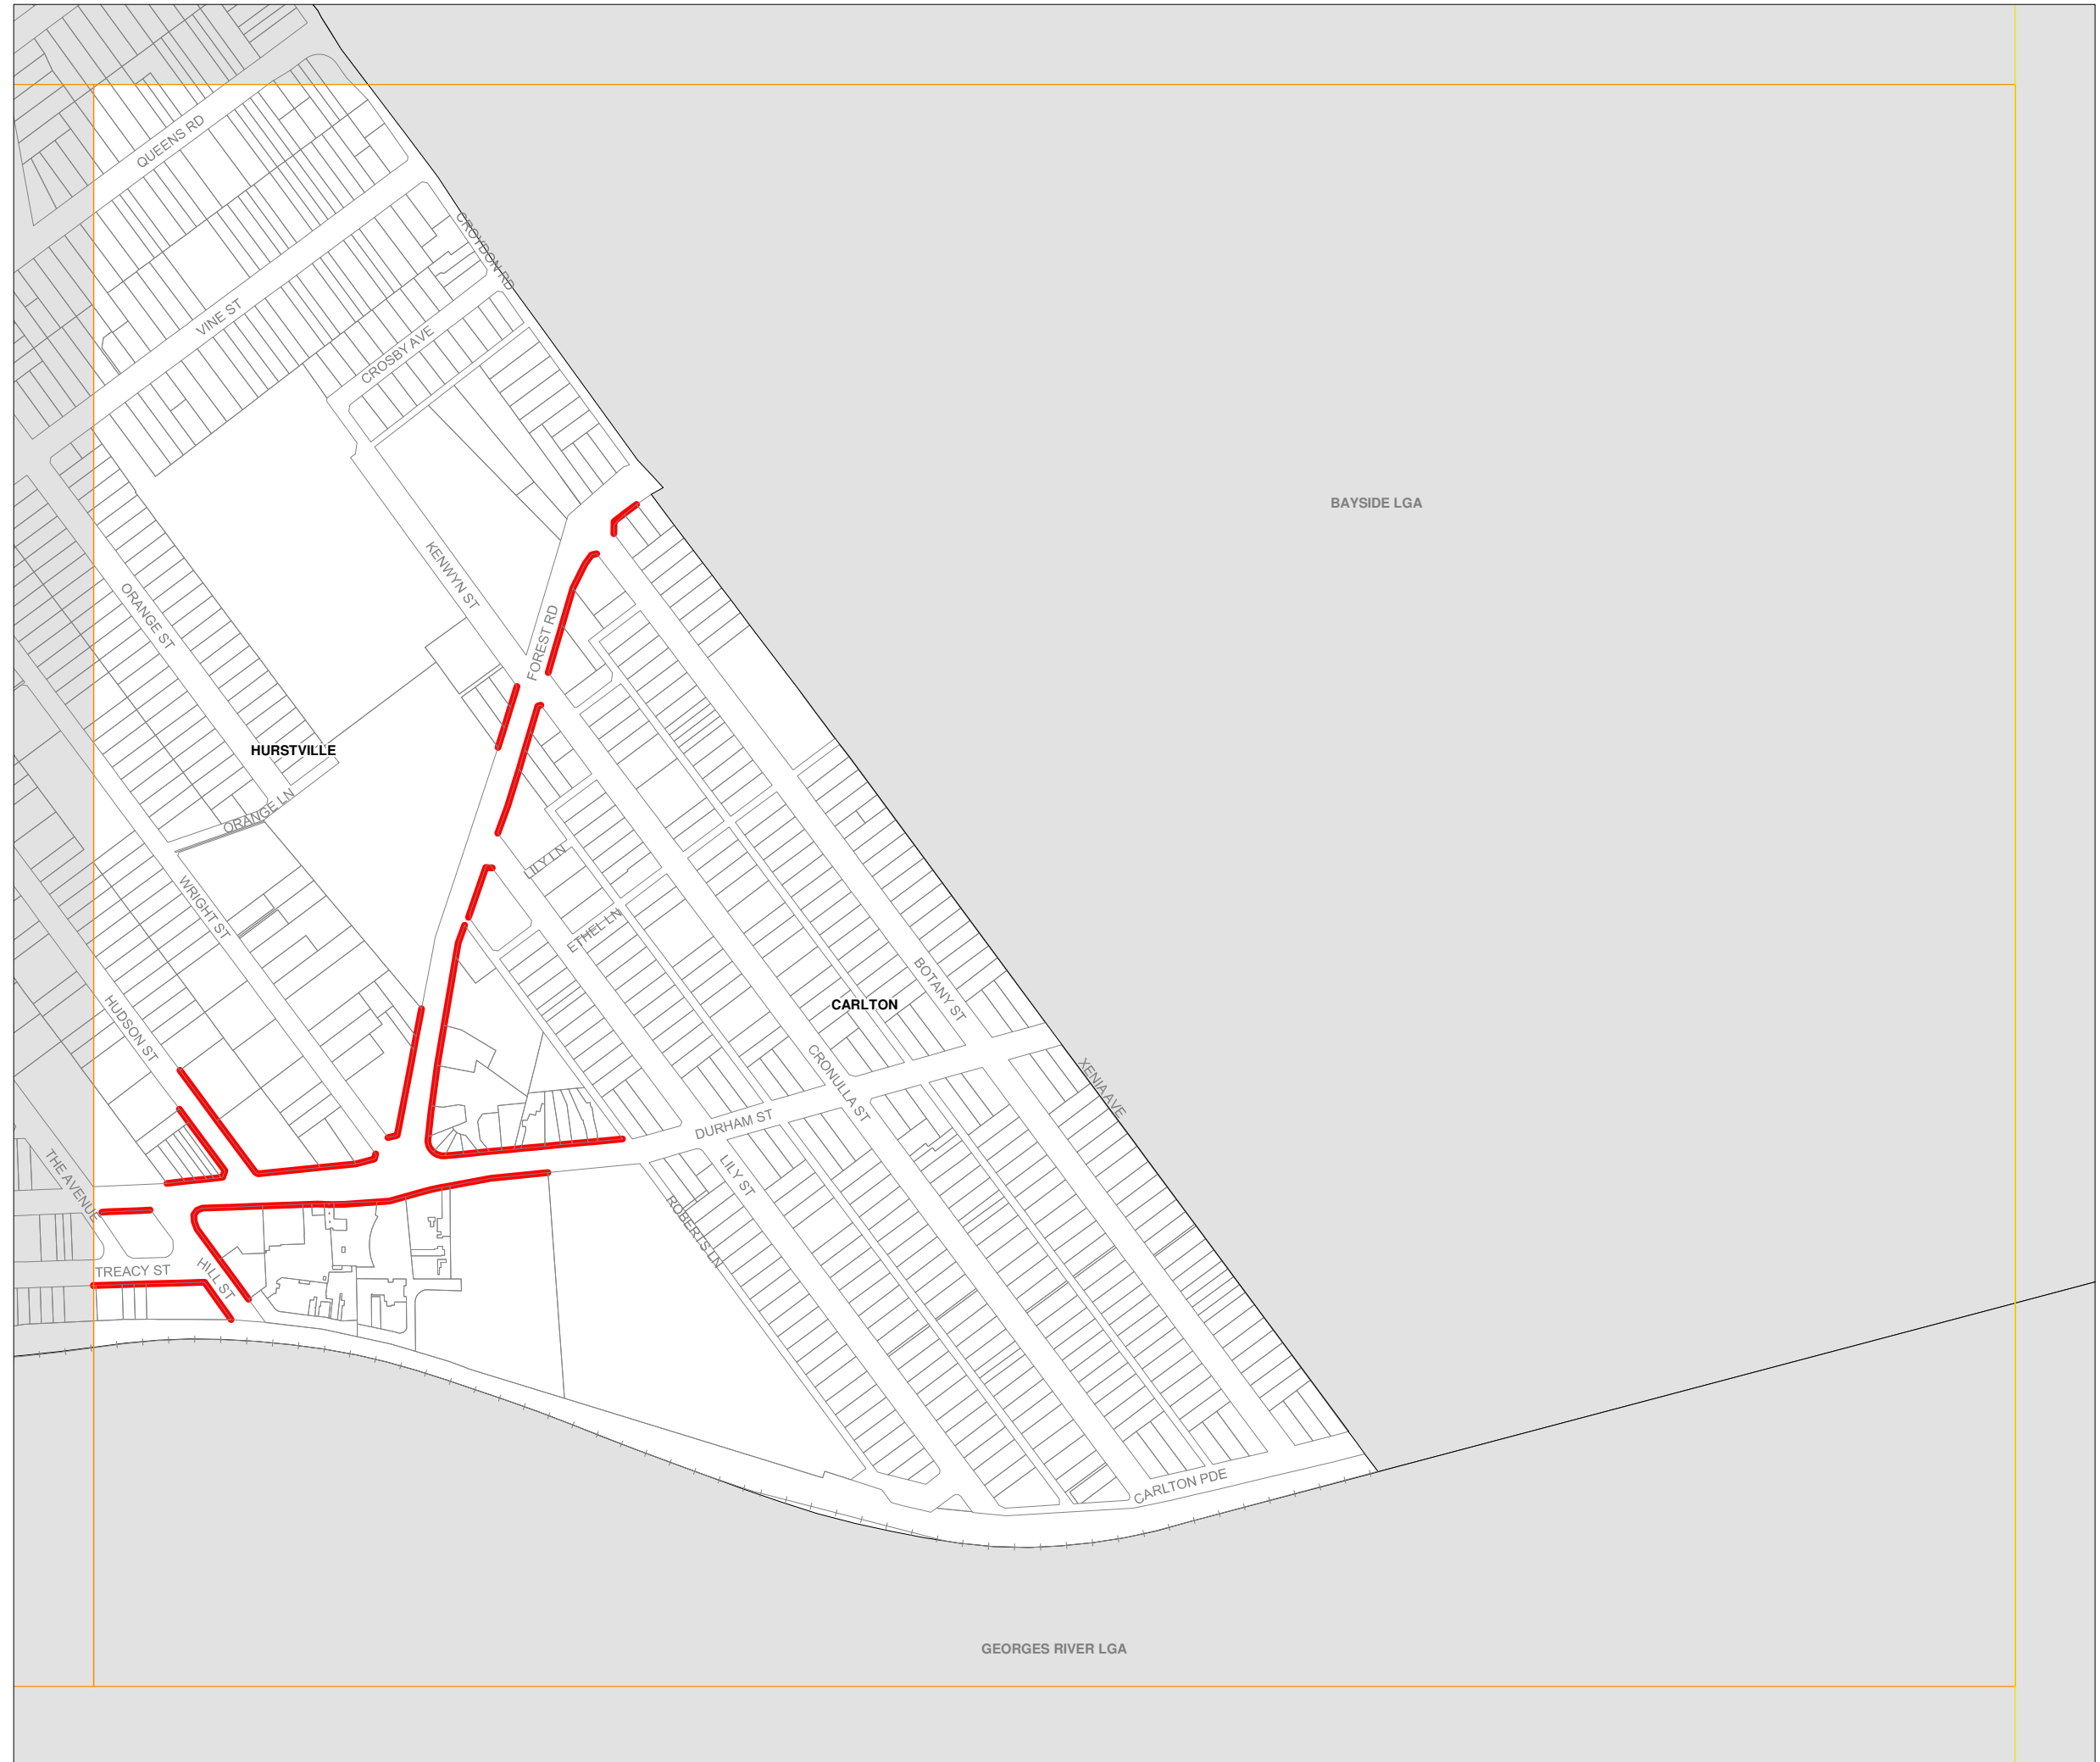 QUEENS RD
CROYDON RD
VINE ST
CROSBY AVE
BAYSIDE LGA
KENWYN ST
ORANGE ST
FOREST RD
HURSTVILLE
ORANGE LN
LILY LN
WRIGHT ST
ETHEL LN
BOTANY ST
CARLTON
HUDSON ST
CRONULLA ST
XENIA AVE
DURHAM ST
THE AVENUE
LILY ST
ROBERTS LN
TREACY ST
HILL ST
CARLTON PDE
GEORGES RIVER LGA